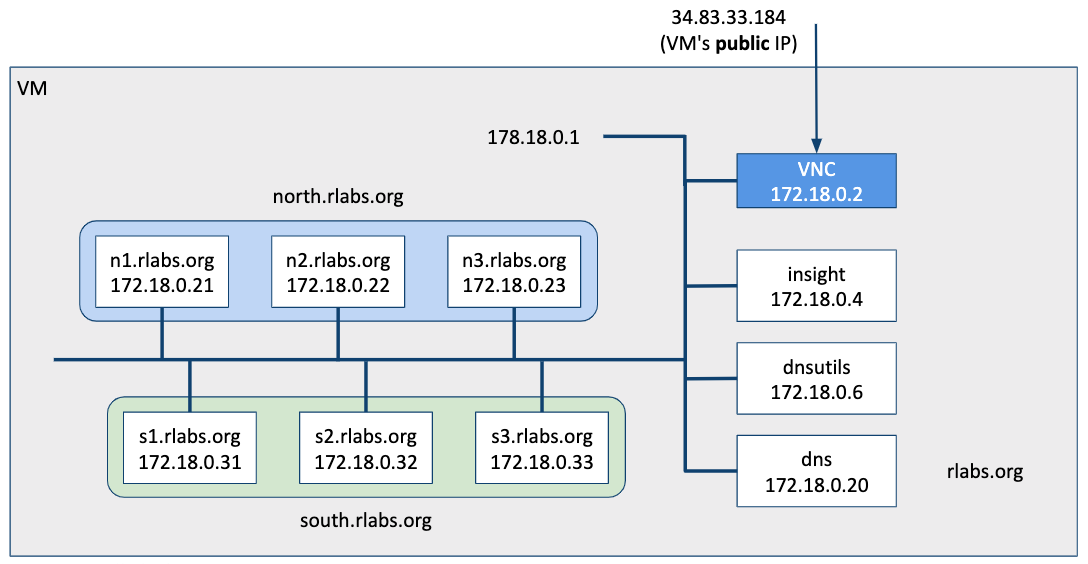 34.83.33.184
(VM's public IP)
VM
178.18.0.1
VNC
172.18.0.2
north.rlabs.org
n1.rlabs.org
172.18.0.21
n2.rlabs.org
172.18.0.22
n3.rlabs.org
172.18.0.23
insight
172.18.0.4
dnsutils
172.18.0.6
s1.rlabs.org
172.18.0.31
s2.rlabs.org
172.18.0.32
s3.rlabs.org
172.18.0.33
dns
172.18.0.20
rlabs.org
south.rlabs.org